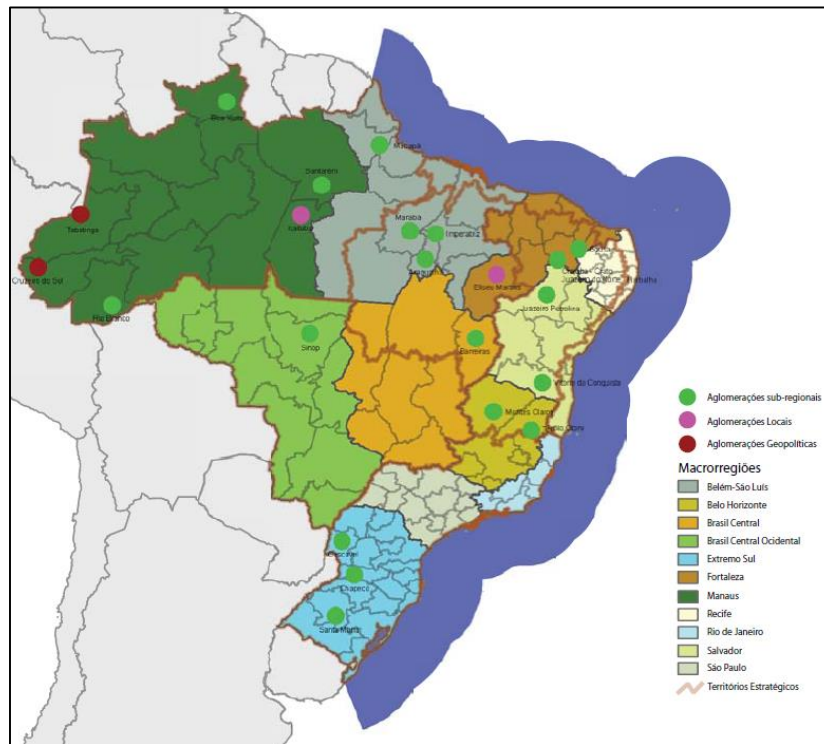 Boa Vista
Macapá
Santarém
Tabatinga
Itaituba
Marabá
Imperatriz
Cruzeiro do Sul
Eliseu Martins
Juazeiro do Norte
Rio Branco
Juazeiro Petrolina
Sinop
Barreiras
Vitória da Conquista
Montes Claros
Teófilo Otoni
Cascavel
Chapecó
Santa Maria
Aglomerações sub-regionais
Aglomerações Locais
Aglomerações Geopolíticas
Macrorregiões
Belém-São Luís
Belo Horizonte
Brasil Central
Brasil Central Ocidental
Extremo Sul
Fortaleza
Manaus
Recife
Rio de Janeiro
Salvador
São Paulo
Territórios Estratégicos